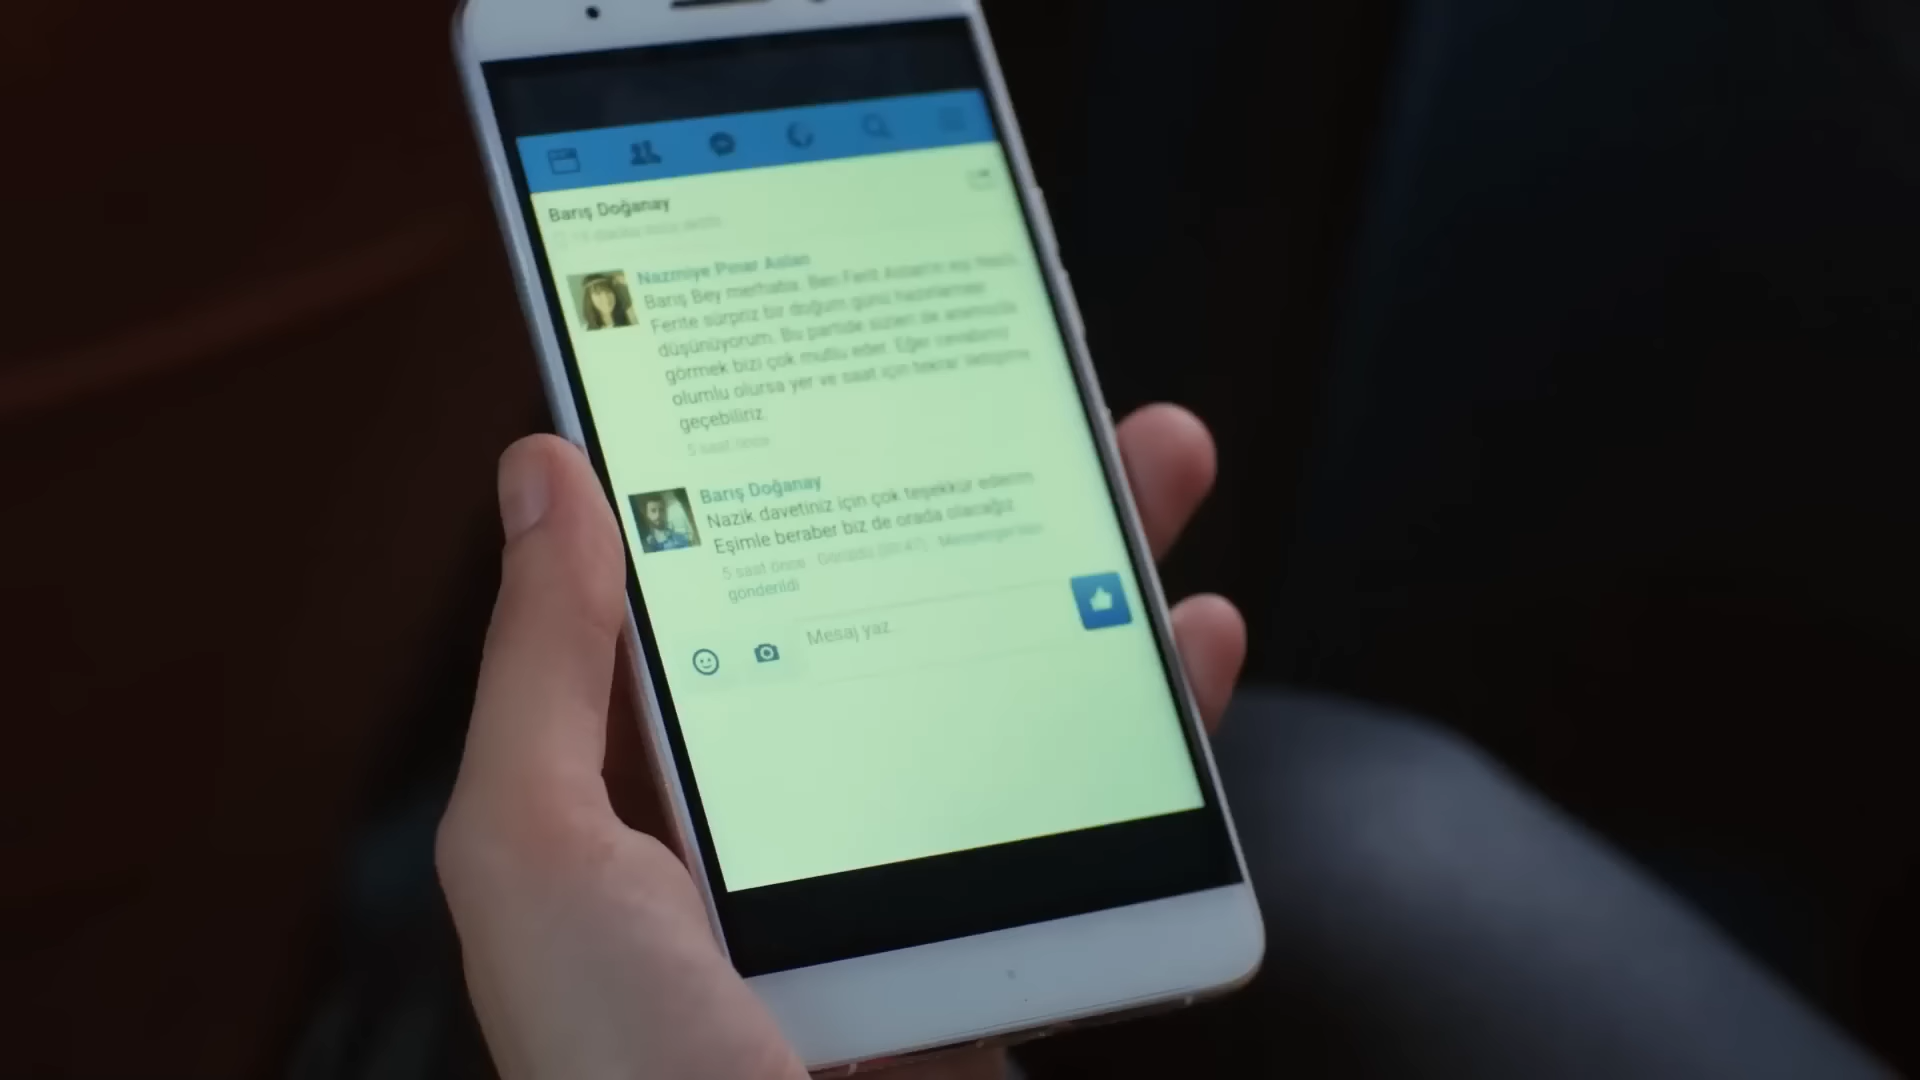 Barış Doğanay
Nazmiye Pınar Aslan
Barış Bey merhaba. Ben Ferit Aslan'ın eşi Nazlı.
Ferite sürpriz bir doğum günü hazırlamayı
düşünüyorum. Bu partide sizleri de aramızda
görmek bizi çok mutlu eder. Eğer cevabınız
olumlu olursa yer ve saat için tekrar iletişime
geçebiliriz.
5 saat önce
Barış Doğanay
Nazik davetiniz için çok teşekkür ederim
Eşimle beraber biz de orada olacağız
5 saat önce · Görüldü
gönderildi
Mesaj yaz...